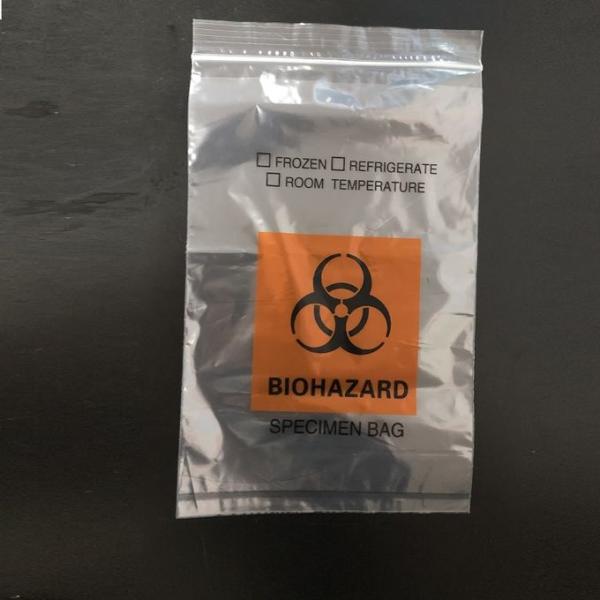 FROZEN REFRIGERATE
ROOM TEMPERATURE
BIOHAZARD
SPECIMEN BAG